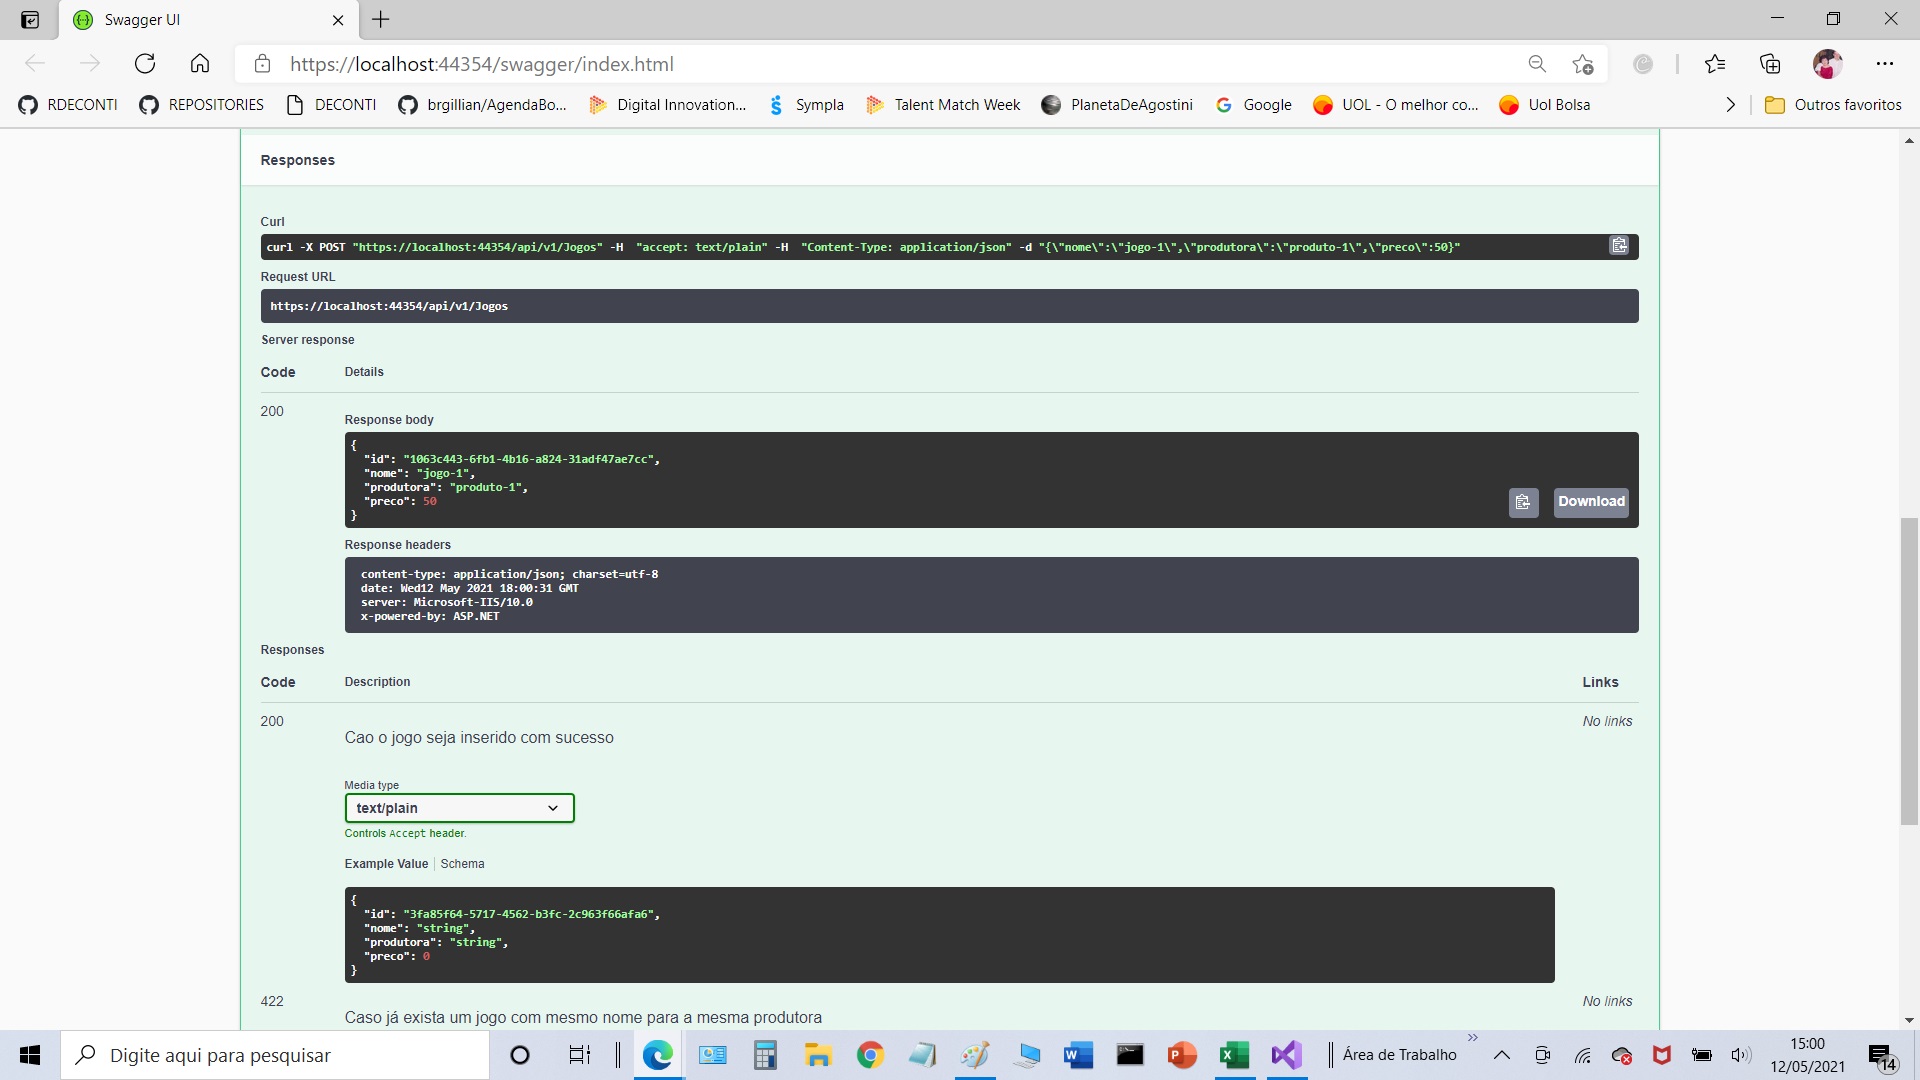 Swagger UI
https://localhost:44354/swagger/index.html
RDECONTI
REPOSITORIES
DECONTI
brgillian/AgendaBo...
Digital Innovation...
Sympla
Talent Match Week
PlanetaDeAgostini
Google
UOL - O melhor co...
Uol Bolsa
Outros favoritos
Responses
Curl
curl -X POST "https://localhost:44354/api/v1/Jogos" -H  "accept: text/plain" -H  "Content-Type: application/json" -d "{\"nome\":\"jogo-1\",\"produtora\":\"produto-1\",\"preco\":50}"
Request URL
https://localhost:44354/api/v1/Jogos
Server response
Code Details
200
Response body
{
"id": "1063c443-6fb1-4b16-a824-31adf47ae7cc",
"nome": "jogo-1",
"produtora": "produto-1",
"preco": 50
}
Download
Response headers
content-type: application/json; charset=utf-8
date: Wed12 May 2021 18:00:31 GMT
server: Microsoft-IIS/10.0
x-powered-by: ASP.NET
Responses
Code Description Links
200 No links
Cao o jogo seja inserido com sucesso
Media type
text/plain
Controls Accept header.
Example Value Schema
{
"id": "3fa85f64-5717-4562-b3fc-2c963f66afa6",
"nome": "string",
"produtora": "string",
"preco": 0
}
422 No links
Caso já exista um jogo com mesmo nome para a mesma produtora
Digite aqui para pesquisar
Área de Trabalho
15:00
12/05/2021
14